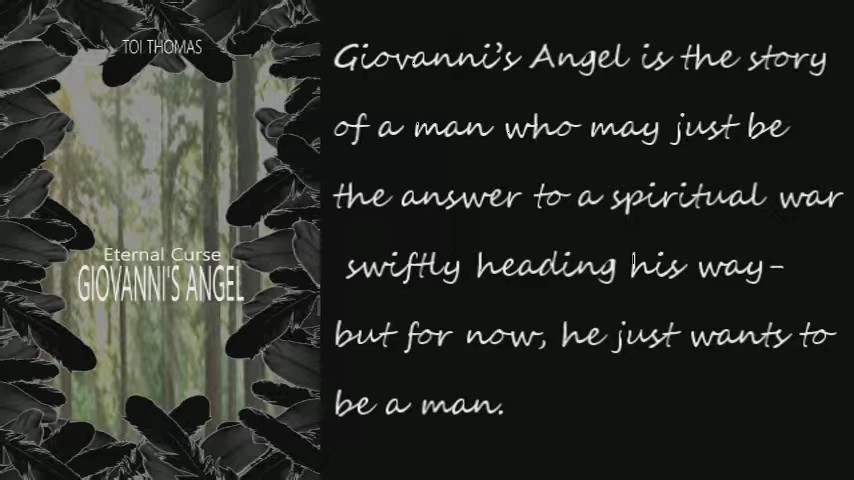 TOI THOMAS
Eternal Curse
GIOVANNI'S ANGEL
Giovanni's Angel is the story
of a man who may just be
the answer to a spiritual war
swiftly heading his way-
but for now, he just wants to
be a man.